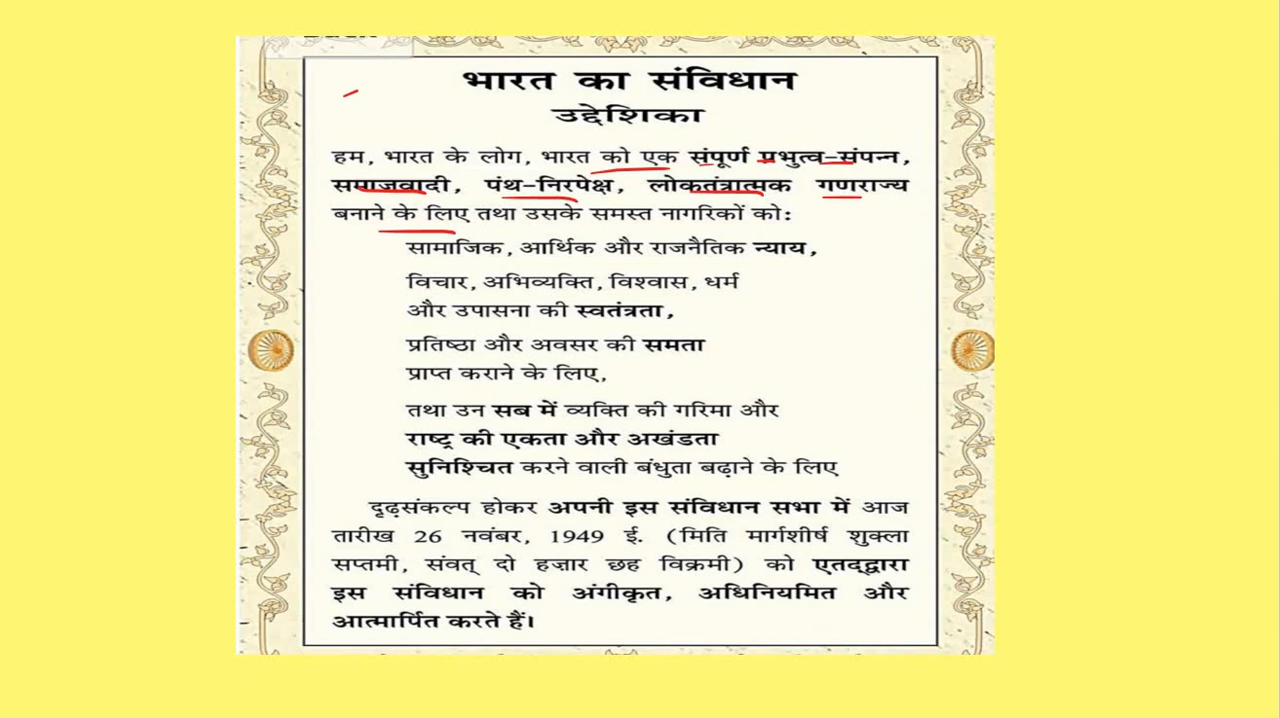 भारत का संविधान
उद्देशिका
हम, भारत के लोग, भारत को एक संपूर्ण प्रभुत्व-संपन्न,
समाजवादी, पंथ-निरपेक्ष, लोकतंत्रात्मक गणराज्य
बनाने के लिए तथा उसके समस्त नागरिकों को:
सामाजिक, आर्थिक और राजनैतिक न्याय,
विचार, अभिव्यक्ति, विश्वास, धर्म
और उपासना की स्वतंत्रता,
प्रतिष्ठा और अवसर की समता
प्राप्त कराने के लिए,
तथा उन सब में व्यक्ति की गरिमा और
राष्ट्र की एकता और अखंडता
सुनिश्चित करने वाली बंधुता बढ़ाने के लिए
दृढ़संकल्प होकर अपनी इस संविधान सभा में आज
तारीख 26 नवंबर, 1949 ई. (मिति मार्गशीर्ष शुक्ला
सप्तमी, संवत् दो हज़ार छह विक्रमी) को एतद्द्वारा
इस संविधान को अंगीकृत, अधिनियमित और
आत्मार्पित करते हैं।